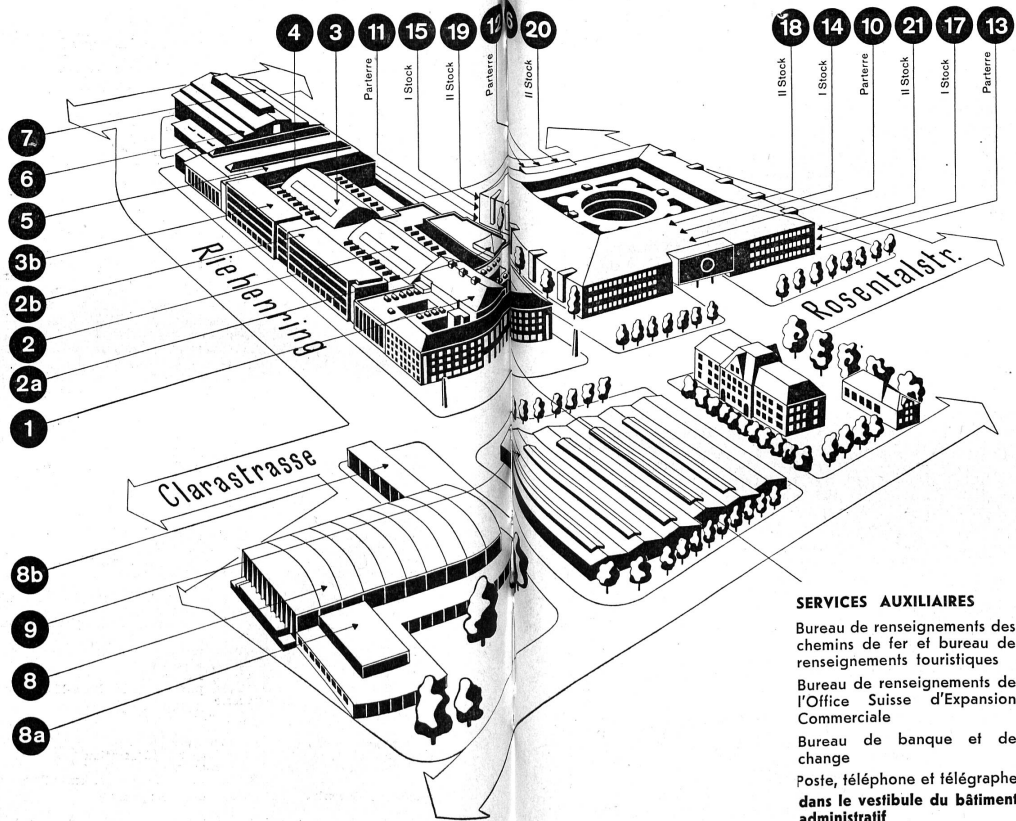 4 3 11 15 19 12 6 20 18 14 10 21 17 13
Parterre
I Stock
II Stock
Parterre
II Stock
II Stock
I Stock
Parterre
II Stock
I Stock
Parterre
7
6
5
3b
2b
2
2a
1
Riehenring
Rosentalstr.
Clarastrasse
8b
9
8
8a
SERVICES AUXILIAIRES
Bureau de renseignements des
chemins de fer et bureau de
renseignements touristiques
Bureau de renseignements de
l'Office Suisse d'Expansion
Commerciale
Bureau de banque et de
change
Poste, téléphone et télégraphe
dans le vestibule du bâtiment
administratif